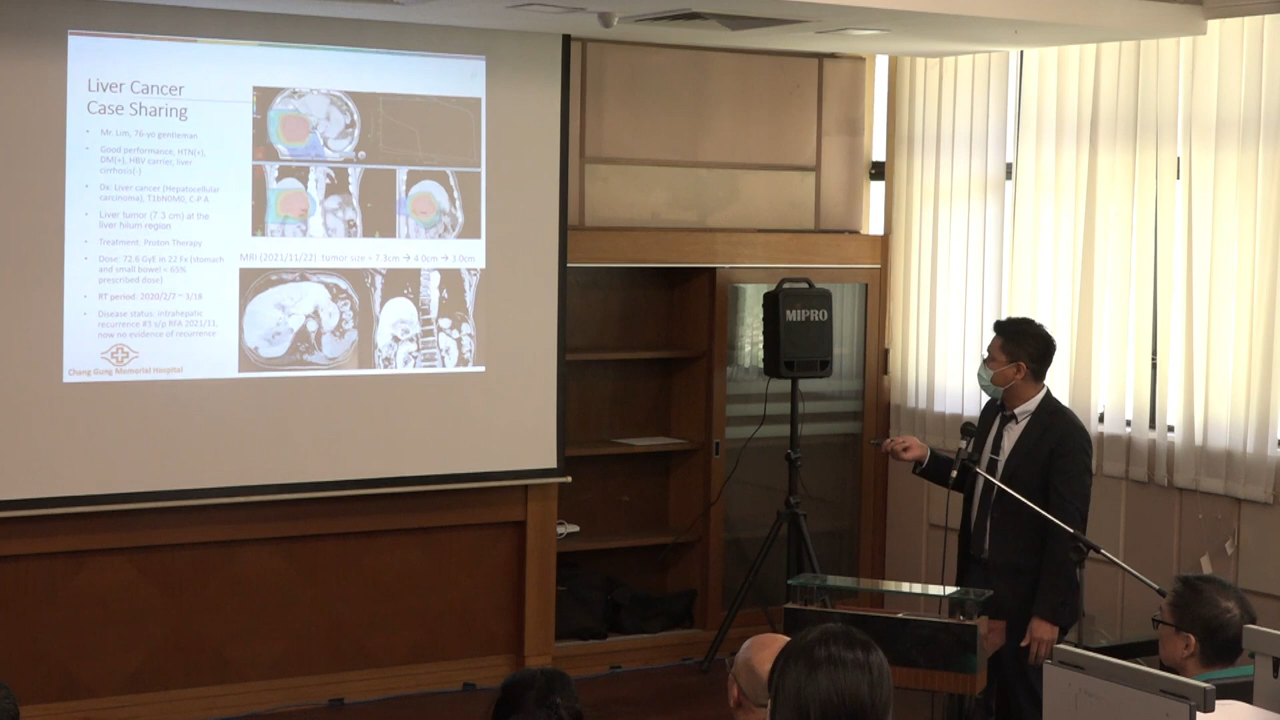 Liver Cancer
Case Sharing
• Mr. Lim, 76-yo gentleman
• Good performance, HTN(+),
DM(+), HBV carrier, liver
cirrhosis(-)
• Dx: Liver cancer (Hepatocellular
carcinoma), T1bN0M0, C-P A
• Liver tumor (7.3 cm) at the
liver hilum region
• Treatment: Proton Therapy
• Dose: 72.6 GyE in 22 Fx (stomach
and small bowel < 65%
prescribed dose)
• RT period: 2020/2/7 ~ 3/18
• Disease status: intrahepatic
recurrence #3 s/p RFA 2021/11,
now no evidence of recurrence
MRI (2021/11/22) tumor size ~ 7.3cm → 4.0cm → 3.0cm
Chang Gung Memorial Hospital
MIPRO